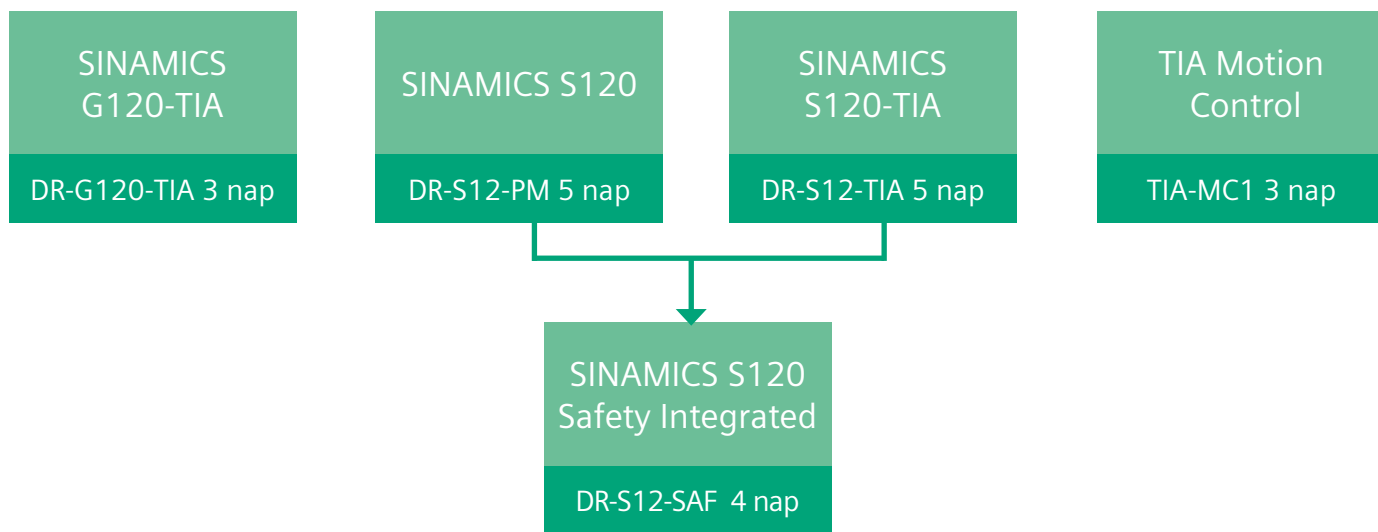 SINAMICS
G120-TIA
DR-G120-TIA 3 nap
SINAMICS S120
DR-S12-PM 5 nap
SINAMICS
S120-TIA
DR-S12-TIA 5 nap
TIA Motion
Control
TIA-MC1 3 nap
SINAMICS S120
Safety Integrated
DR-S12-SAF 4 nap